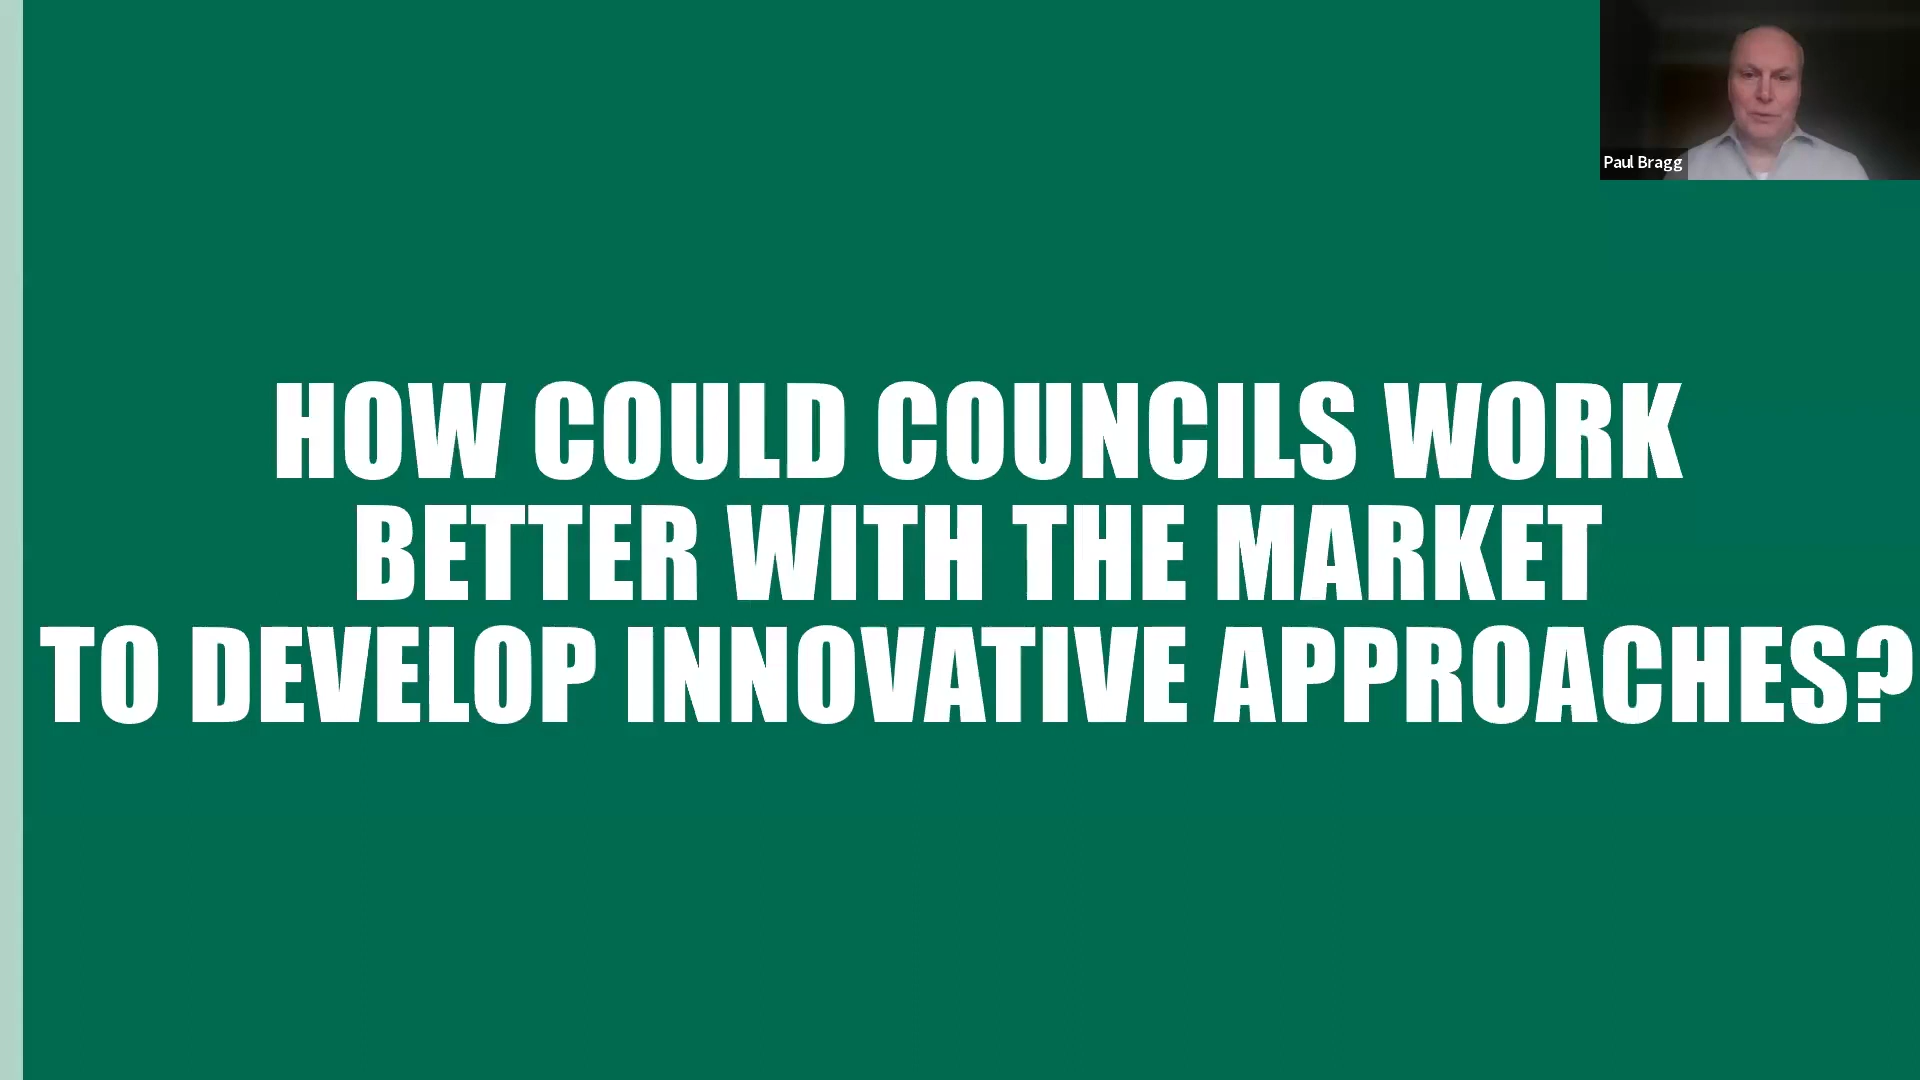 Paul Bragg
HOW COULD COUNCILS WORK
BETTER WITH THE MARKET
TO DEVELOP INNOVATIVE APPROACHES?